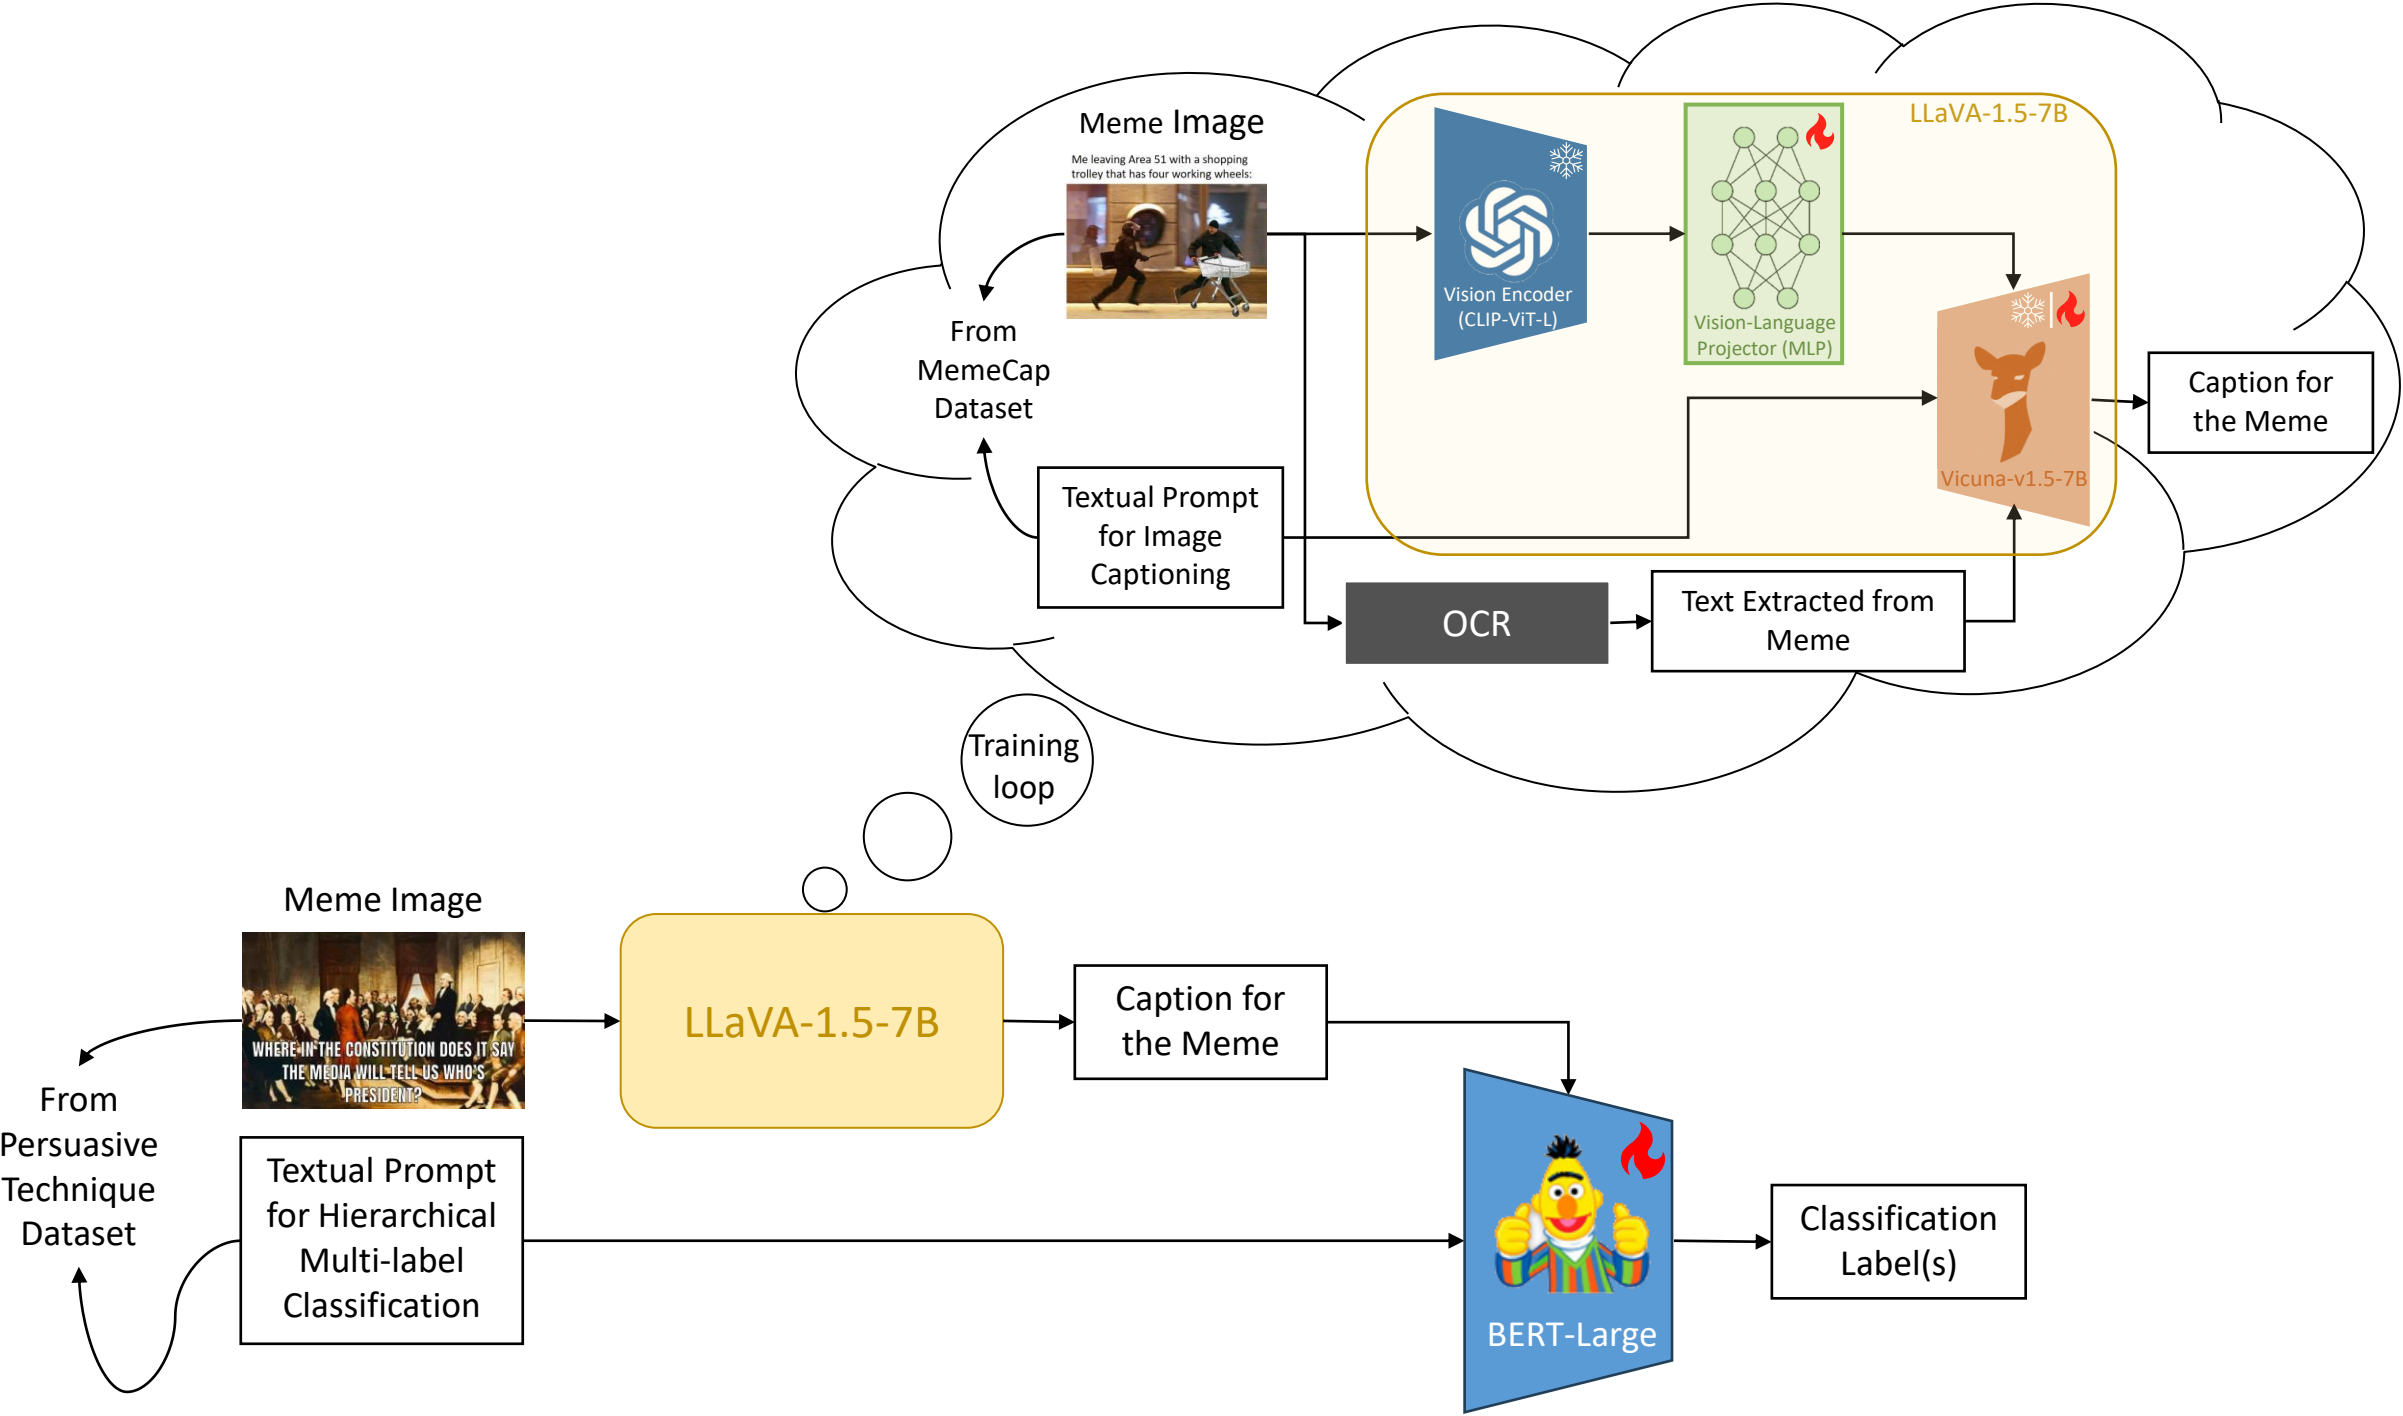 Meme Image
Me leaving Area 51 with a shopping
trolley that has four working wheels:
From
MemeCap
Dataset
LLaVA-1.5-7B
Vision Encoder
(CLIP-ViT-L)
Vision-Language
Projector (MLP)
Vicuna-v1.5-7B
Caption for
the Meme
Textual Prompt
for Image
Captioning
OCR
Text Extracted from
Meme
Training
loop
Meme Image
WHERE IN THE CONSTITUTION DOES IT SAY
THE MEDIA WILL TELL US WHO'S
PRESIDENT?
From
Persuasive
Technique
Dataset
Textual Prompt
for Hierarchical
Multi-label
Classification
LLaVA-1.5-7B
Caption for
the Meme
BERT-Large
Classification
Label(s)